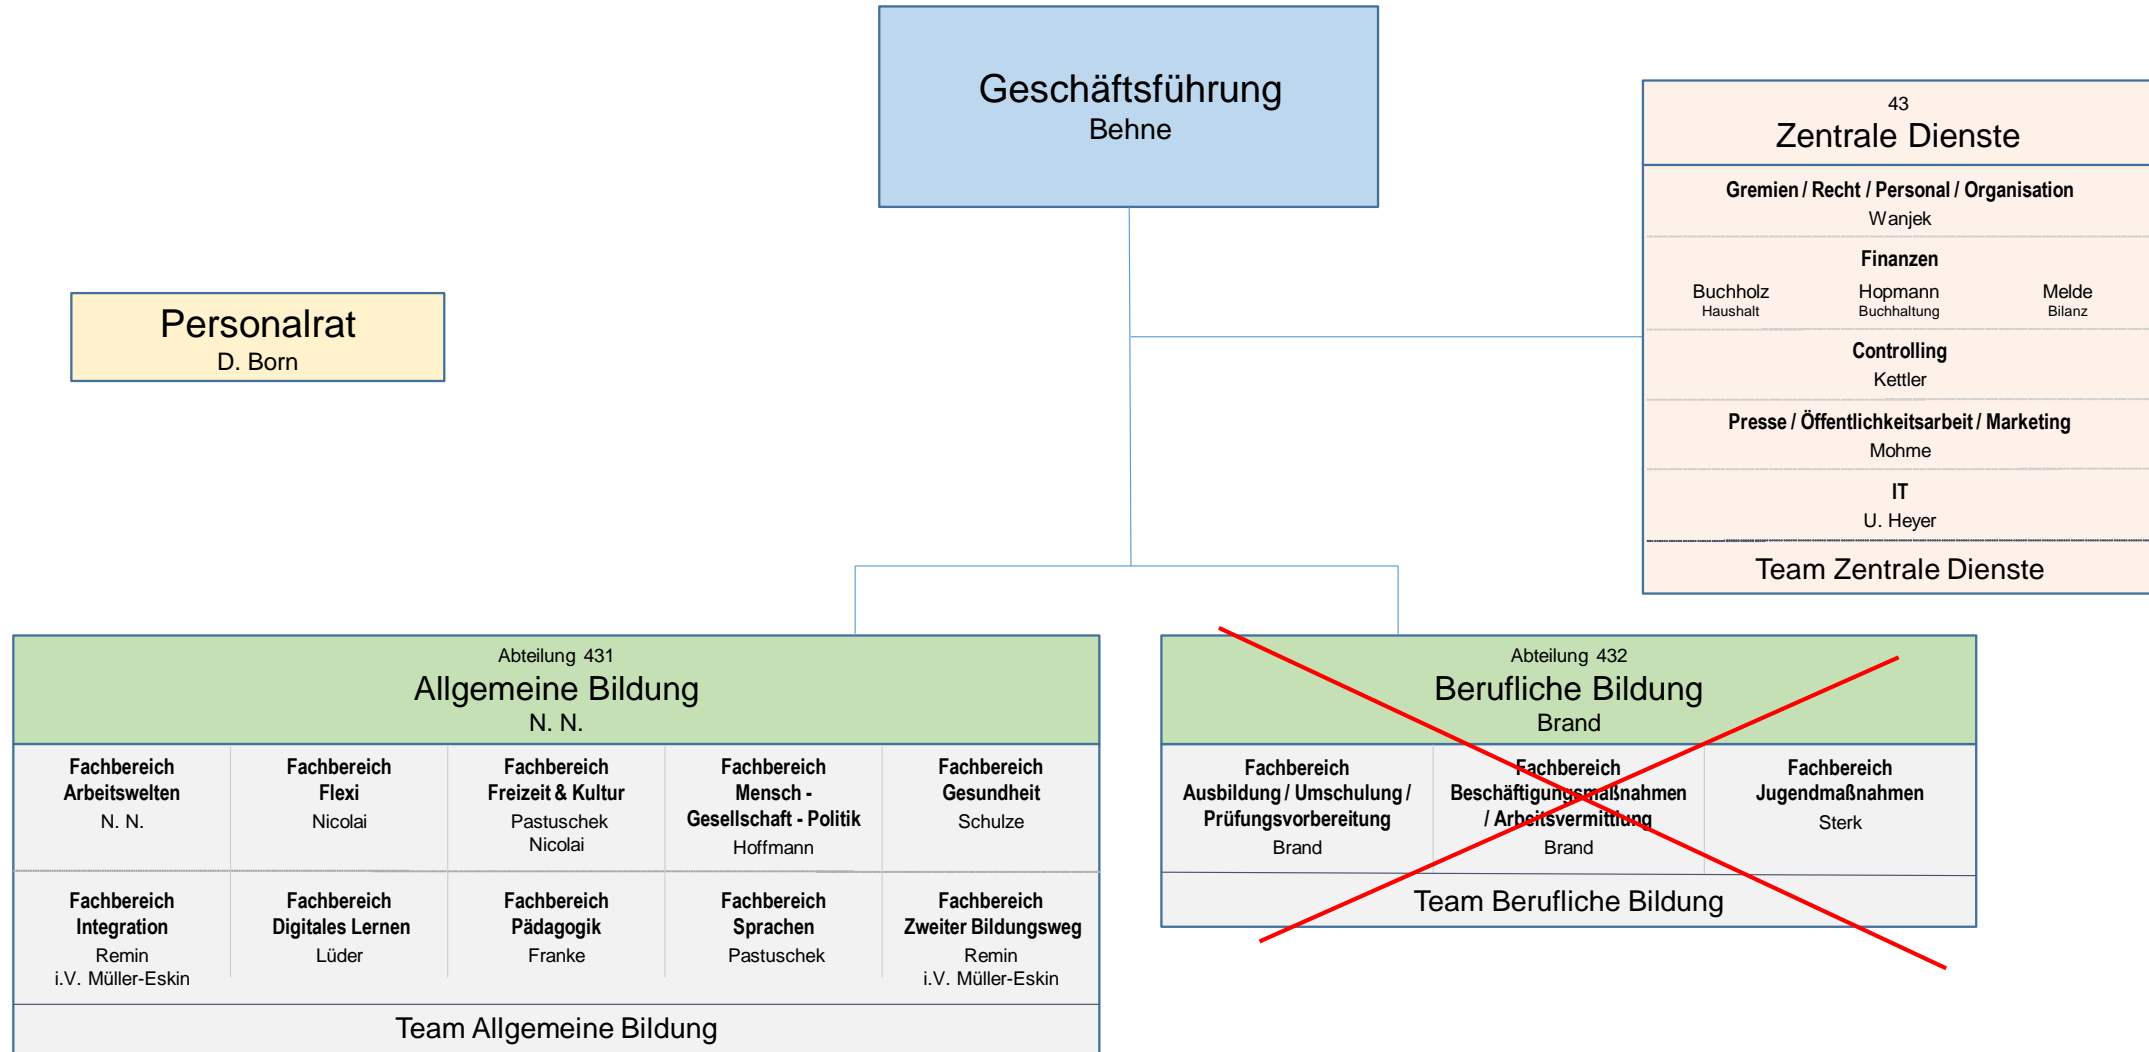 Geschäftsführung
Behne
43
Zentrale Dienste
Gremien / Recht / Personal / Organisation
Wanjek
Finanzen
Buchholz Hopmann Melde
Haushalt Buchhaltung Bilanz
Controlling
Kettler
Presse / Öffentlichkeitsarbeit / Marketing
Mohme
IT
U. Heyer
Team Zentrale Dienste
Personalrat
D. Born
Abteilung 431
Allgemeine Bildung
N. N.
Fachbereich
Arbeitswelten
N. N.
Fachbereich
Flexi
Nicolai
Fachbereich
Freizeit & Kultur
Pastuschek
Nicolai
Fachbereich
Mensch -
Gesellschaft - Politik
Hoffmann
Fachbereich
Gesundheit
Schulze
Fachbereich
Integration
Remin
i.V. Müller-Eskin
Fachbereich
Digitales Lernen
Lüder
Fachbereich
Pädagogik
Franke
Fachbereich
Sprachen
Pastuschek
Fachbereich
Zweiter Bildungsweg
Remin
i.V. Müller-Eskin
Team Allgemeine Bildung
Abteilung 432
Berufliche Bildung
Brand
Fachbereich
Ausbildung / Umschulung /
Prüfungsvorbereitung
Brand
Fachbereich
Beschäftigungsmaßnahmen
/ Arbeitsvermittlung
Brand
Fachbereich
Jugendmaßnahmen
Sterk
Team Berufliche Bildung